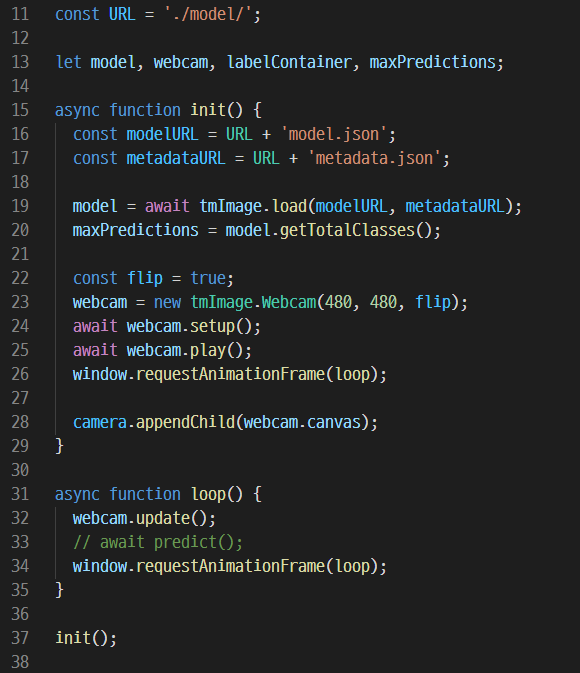 11 const URL = './model/';
12
13 let model, webcam, labelContainer, maxPredictions;
14
15 async function init() {
16   const modelURL = URL + 'model.json';
17   const metadataURL = URL + 'metadata.json';
18
19   model = await tmImage.load(modelURL, metadataURL);
20   maxPredictions = model.getTotalClasses();
21
22   const flip = true;
23   webcam = new tmImage.Webcam(480, 480, flip);
24   await webcam.setup();
25   await webcam.play();
26   window.requestAnimationFrame(loop);
27
28   camera.appendChild(webcam.canvas);
29 }
30
31 async function loop() {
32   webcam.update();
33   // await predict();
34   window.requestAnimationFrame(loop);
35 }
36
37 init();
38